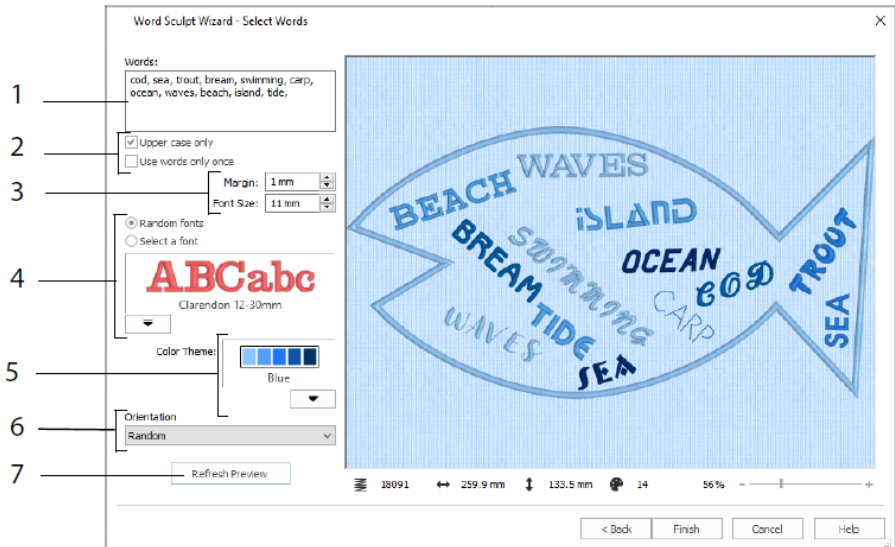 Word Sculpt Wizard - Select Words
Words:
1
cod, sea, trout, bream, swimming, carp,
ocean, waves, beach, island, tide,
2
Upper case only
Use words only once
3
Margin: 1 mm
Font Size: 11 mm
4
Random fonts
Select a font
ABCabc
Clarendon 12-30mm
5
Color Theme:
Blue
6
Orientation
Random
7
Refresh Preview
WAVES
BEACH
iSLAND
TROUT
BREAM
SWIMMING
OCEAN
COD
CARP
WAVES
TIDE
SEA
SEA
18091 259.9 mm 133.5 mm 14 56% - +
< Back Finish Cancel Help